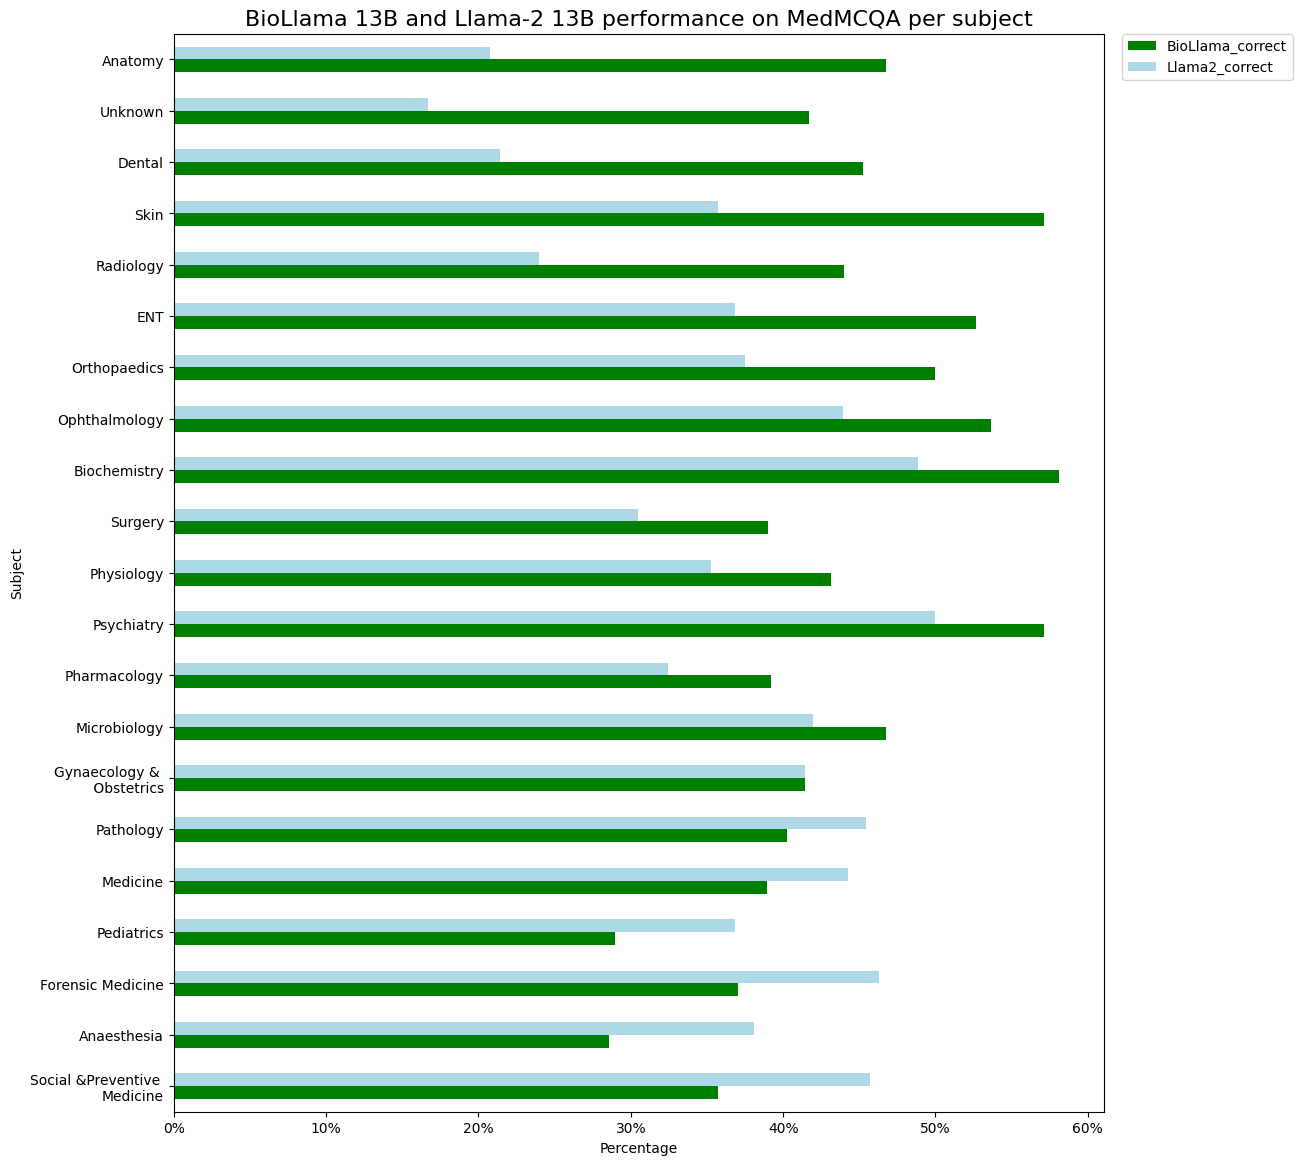 BioLlama 13B and Llama-2 13B performance on MedMCQA per subject
BioLlama_correct
Llama2_correct
Anatomy
Unknown
Dental
Skin
Radiology
ENT
Orthopaedics
Ophthalmology
Biochemistry
Surgery
Physiology
Psychiatry
Pharmacology
Microbiology
Gynaecology &
Obstetrics
Pathology
Medicine
Pediatrics
Forensic Medicine
Anaesthesia
Social &Preventive
Medicine
Subject
0% 10% 20% 30% 40% 50% 60%
Percentage